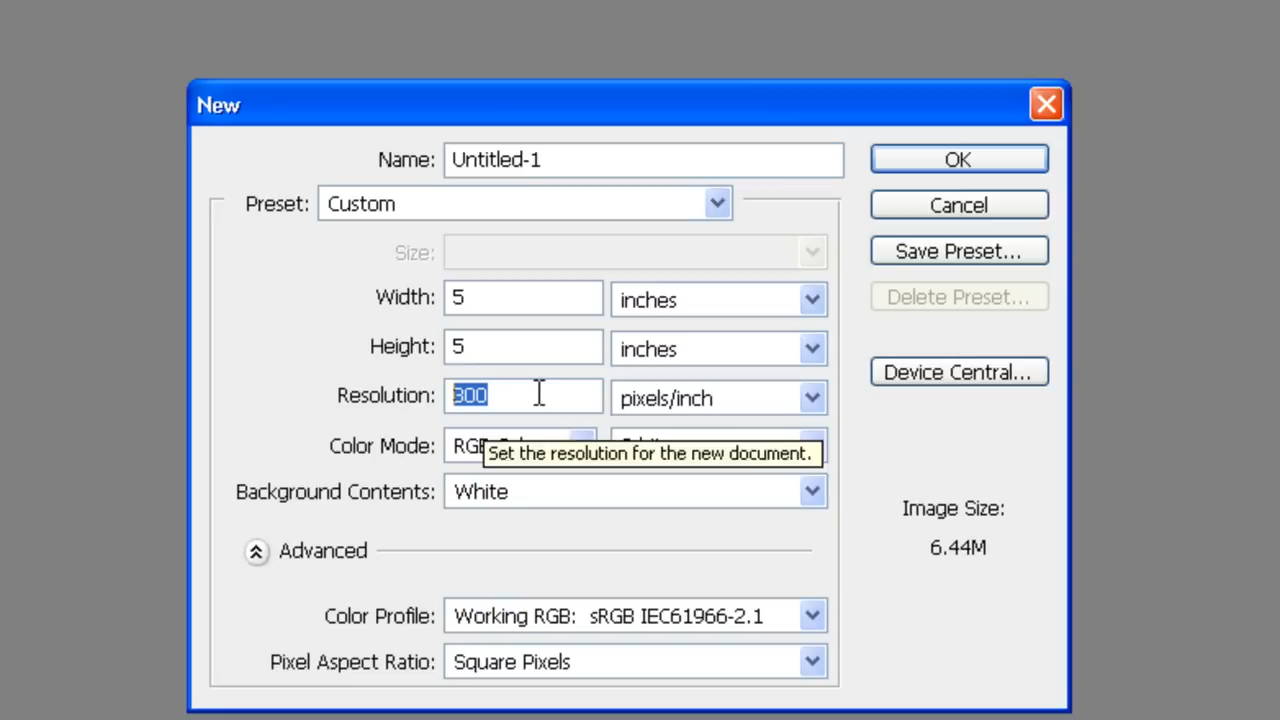 New
Name: Untitled-1
OK
Preset: Custom
Cancel
Size:
Save Preset...
Width: 5 inches
Delete Preset...
Height: 5 inches
Device Central...
Resolution: 300 pixels/inch
Color Mode: RGB
Set the resolution for the new document.
Background Contents: White
Image Size:
6.44M
Advanced
Color Profile: Working RGB: sRGB IEC61966-2.1
Pixel Aspect Ratio: Square Pixels